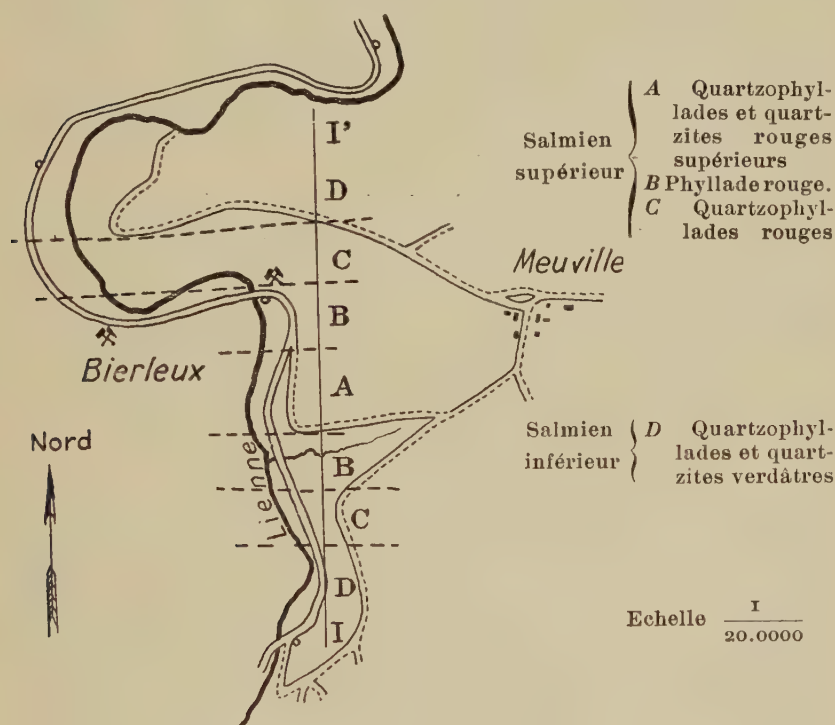 I'
D
C
B
A
B
C
D
I
Meuville
Bierleux
Lienne
Nord
Salmien
supérieur
A Quartzophyl-
lades et quart-
zites rouges
supérieurs
B Phyllade rouge.
C Quartzophyl-
lades rouges
Salmien
inférieur
D Quartzophyl-
lades et quart-
zites verdâtres
Echelle I
20.0000